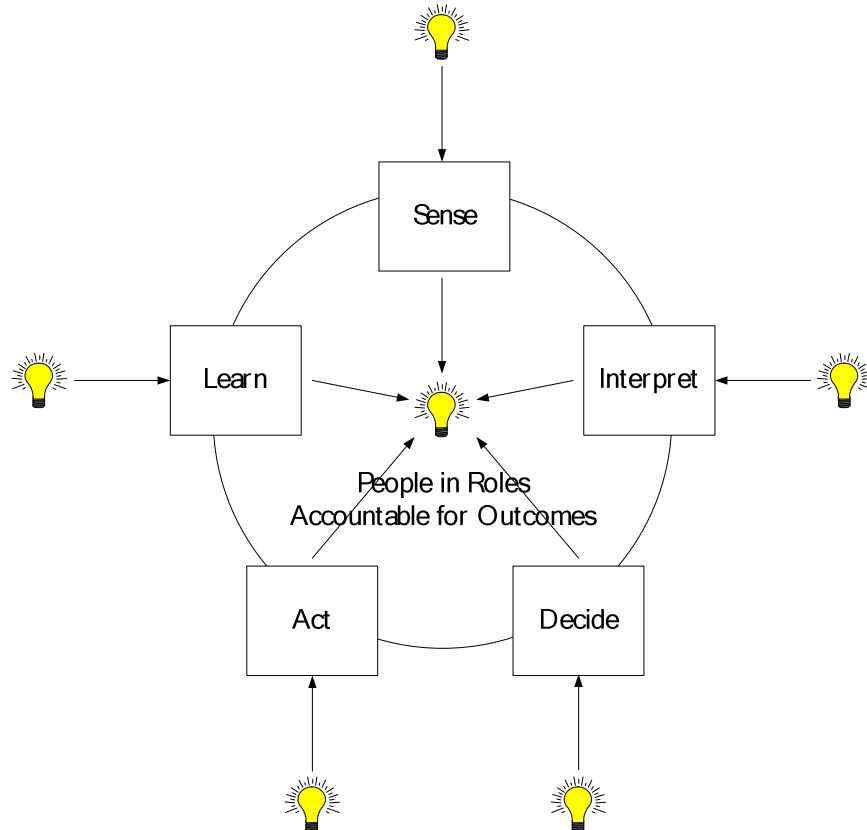 Sense
Learn
Interpret
People in Roles
Accountable for Outcomes
Act
Decide